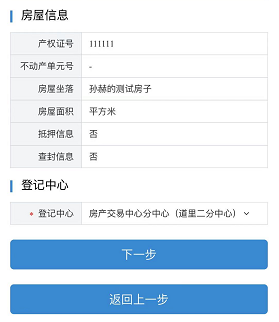 房屋信息
产权证号 111111
不动产单元号 -
房屋坐落 孙赫的测试房子
房屋面积 平方米
抵押信息 否
查封信息 否
登记中心
* 登记中心 房产交易中心分中心（道里二分中心）
下一步
返回上一步